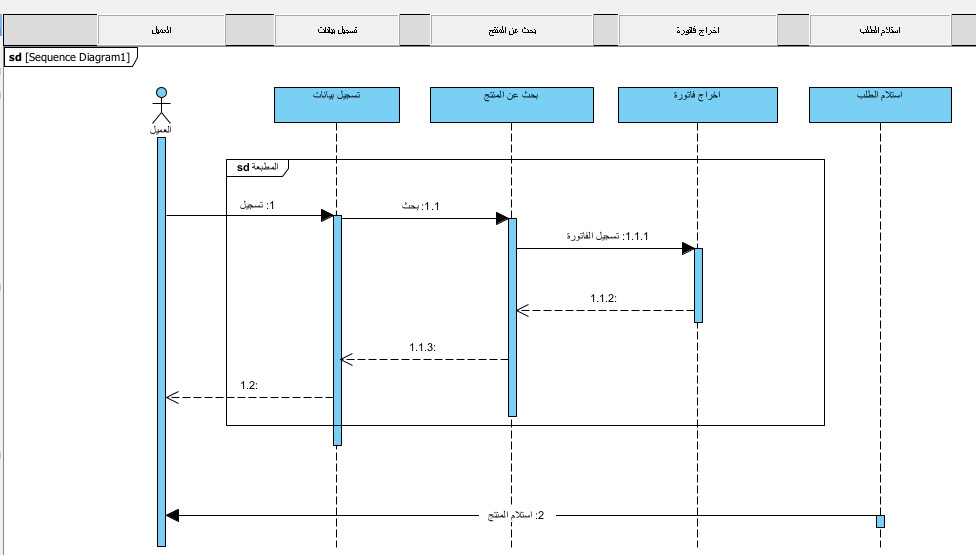 العميل
تسجيل بيانات
بحث عن المنتج
اخراج فاتورة
استلام الطلب
sd [Sequence Diagram1]
العميل
تسجيل بيانات
بحث عن المنتج
اخراج فاتورة
استلام الطلب
sd المطبعة
1: تسجيل
1.1: بحث
1.1.1: تسجيل الفاتورة
1.1.2:
1.1.3:
1.2:
2: استلام المنتج